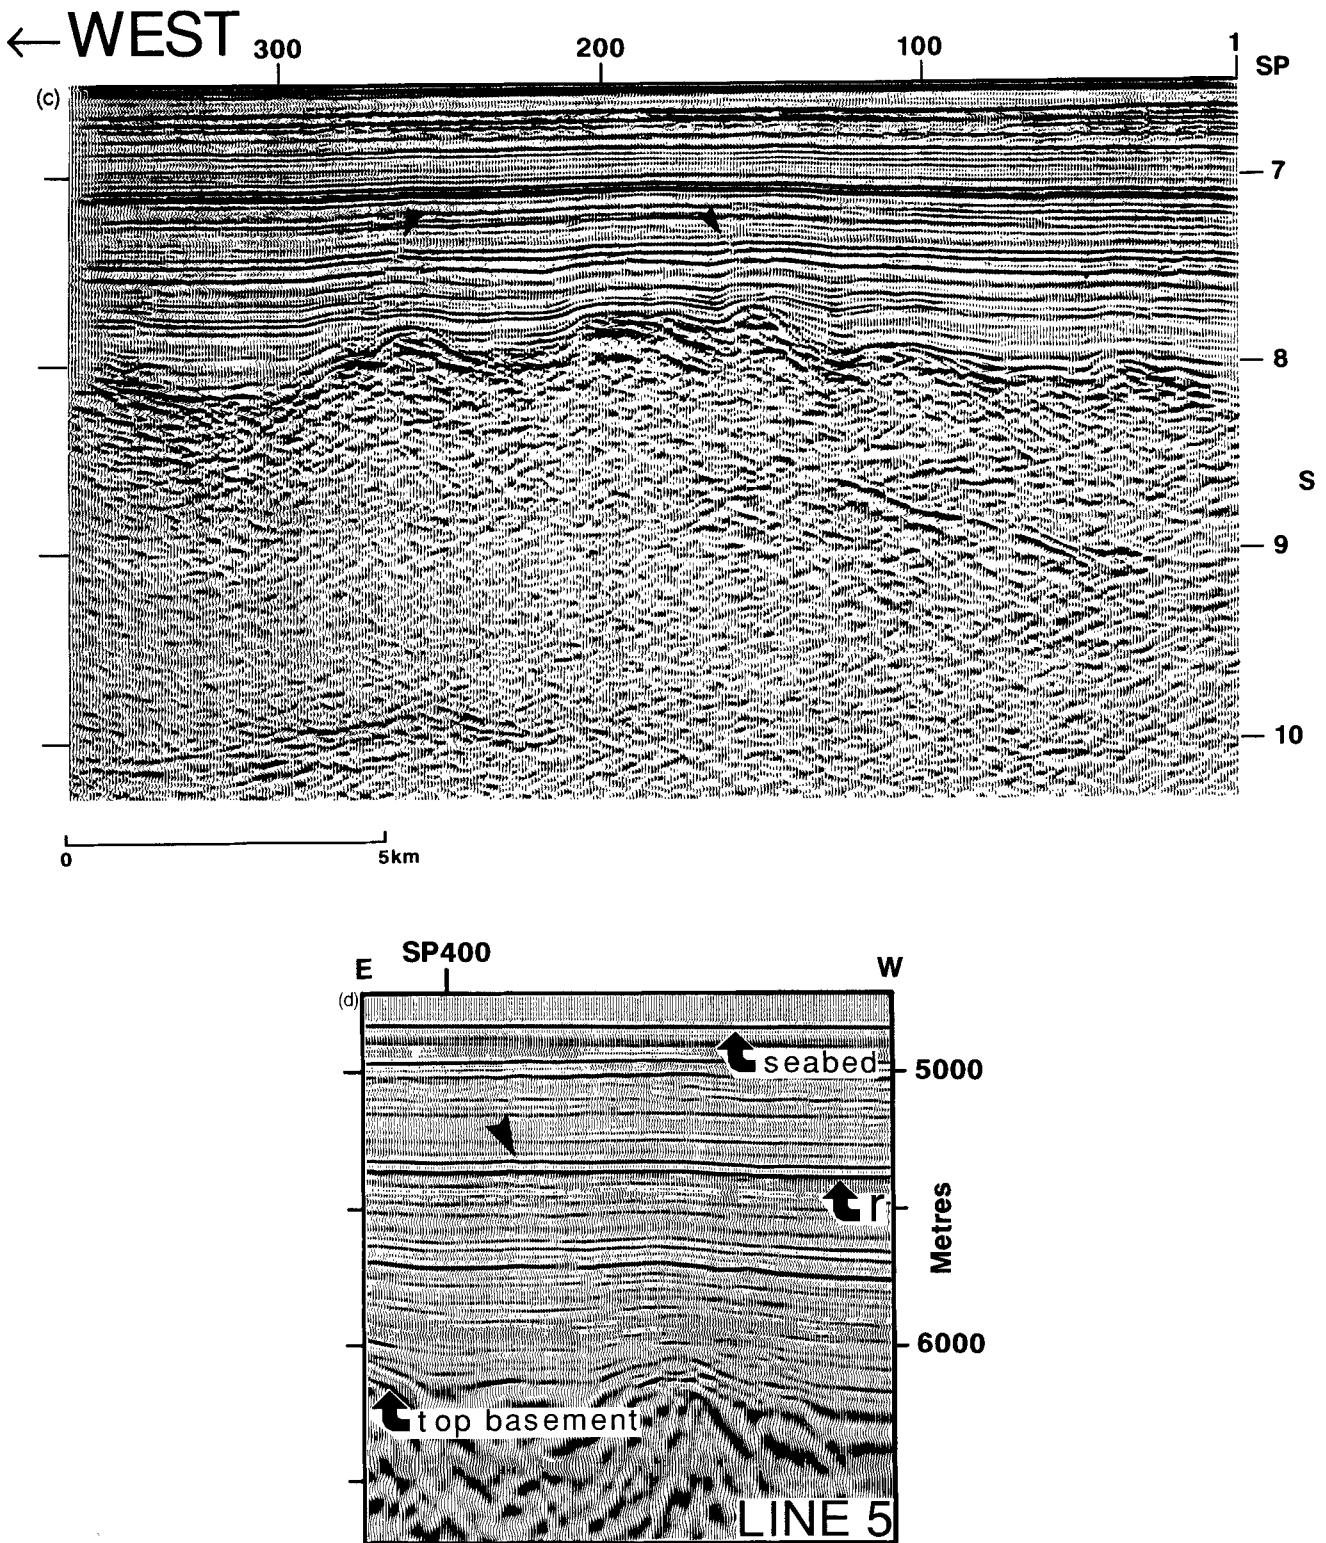 ←WEST 300 200 100 1
SP
(c)
7
8
S
9
10
0 5km
E SP400 W
(d)
seabed
5000
r
Metres
6000
top basement
LINE 5